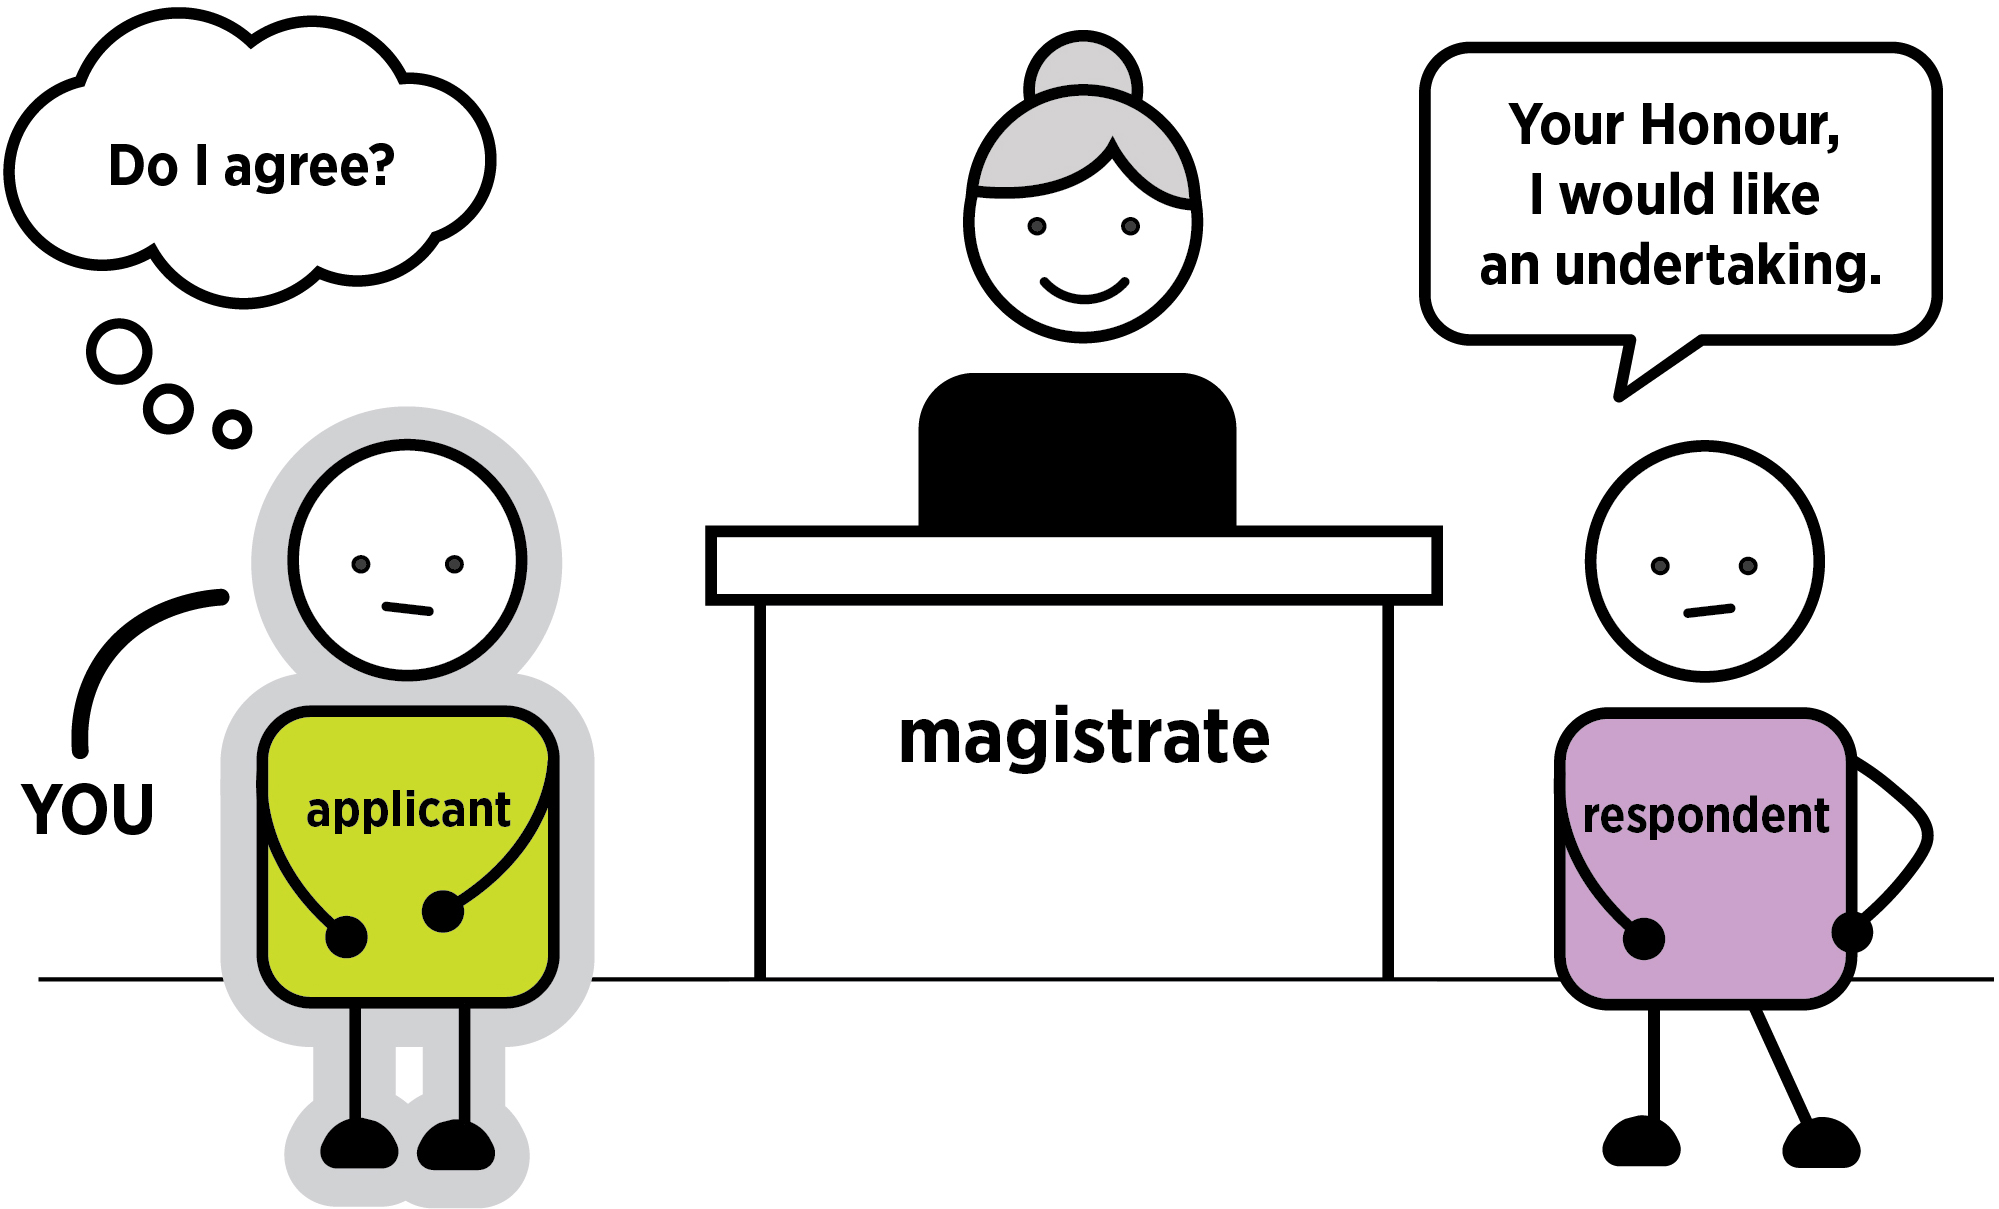 Do I agree?
Your Honour,
I would like
an undertaking.
YOU
applicant
magistrate
respondent